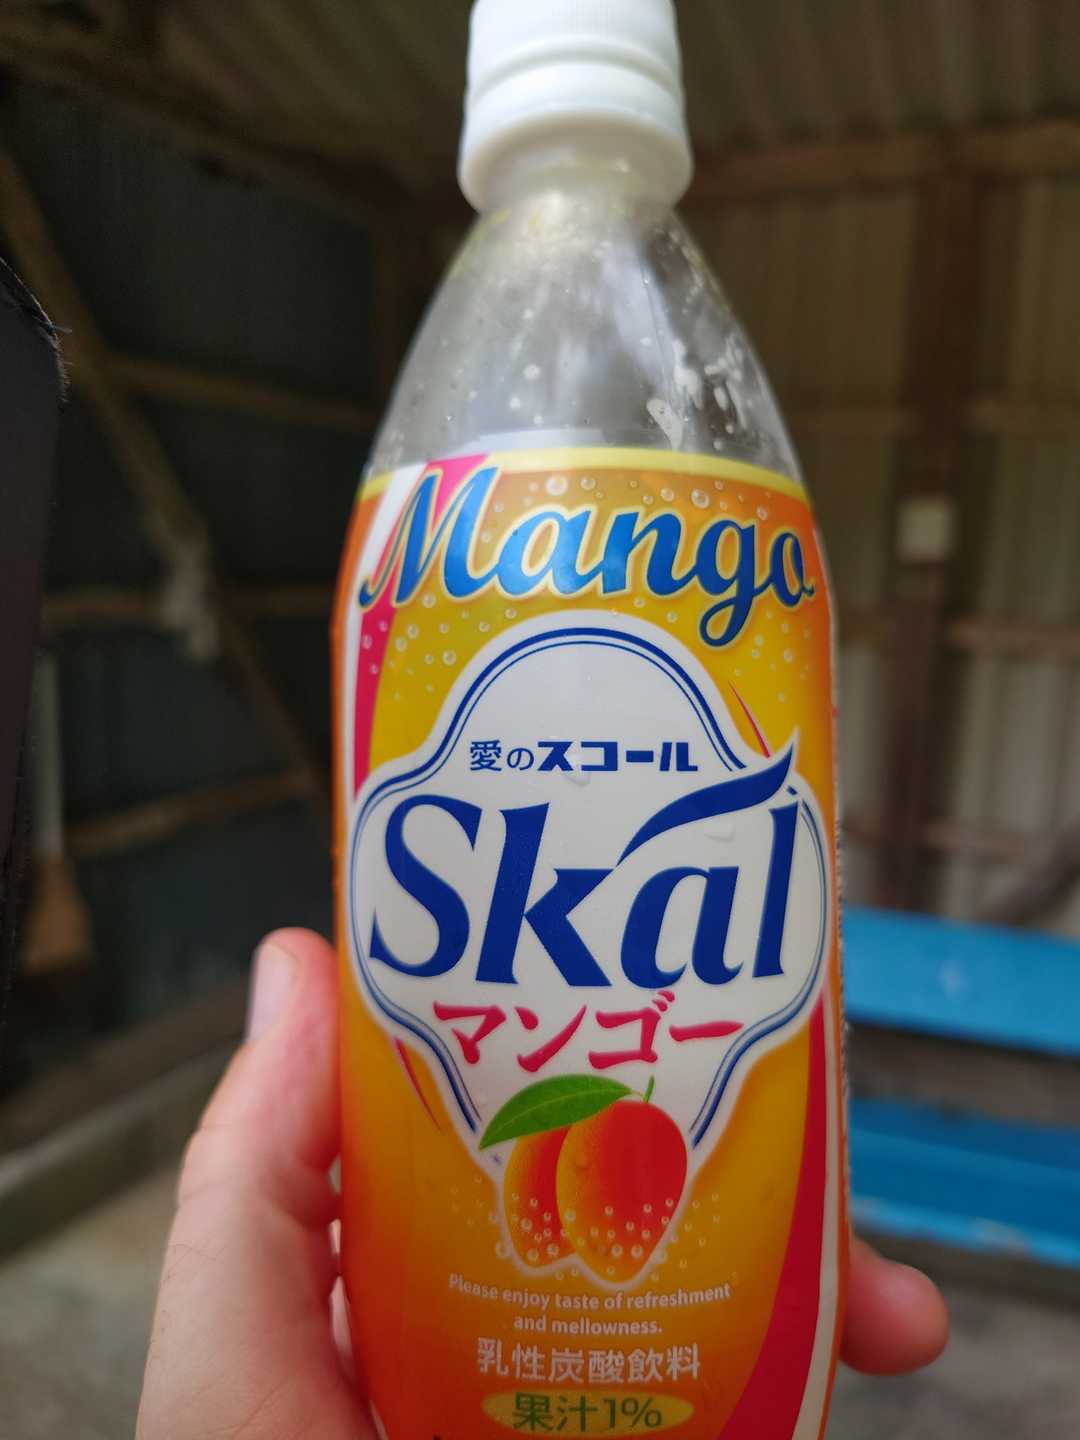 Mango
愛のスコール
Skal
マンゴー
Please enjoy taste of refreshment
and mellowness.
乳性炭酸飲料
果汁1%